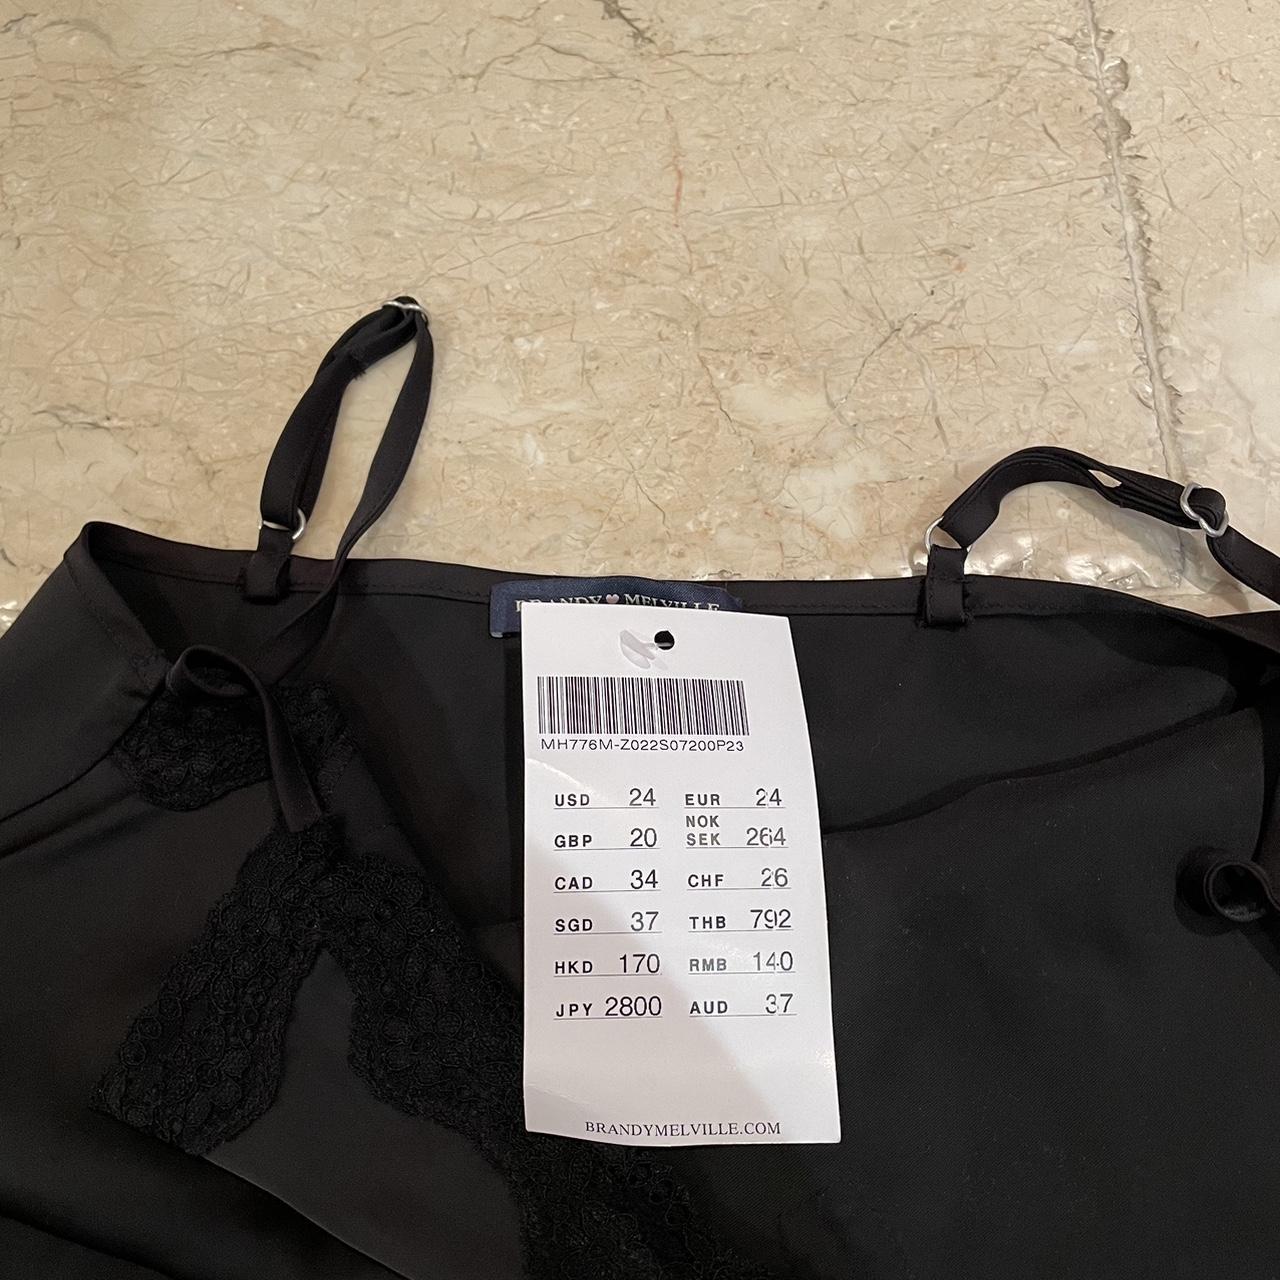 BRANDY MELVILLE
MH776M-Z022S07200P23
USD 24 EUR 24
NOK
GBP 20 SEK 264
CAD 34 CHF 26
SGD 37 THB 792
HKD 170 RMB 140
JPY 2800 AUD 37
BRANDYMELVILLE.COM